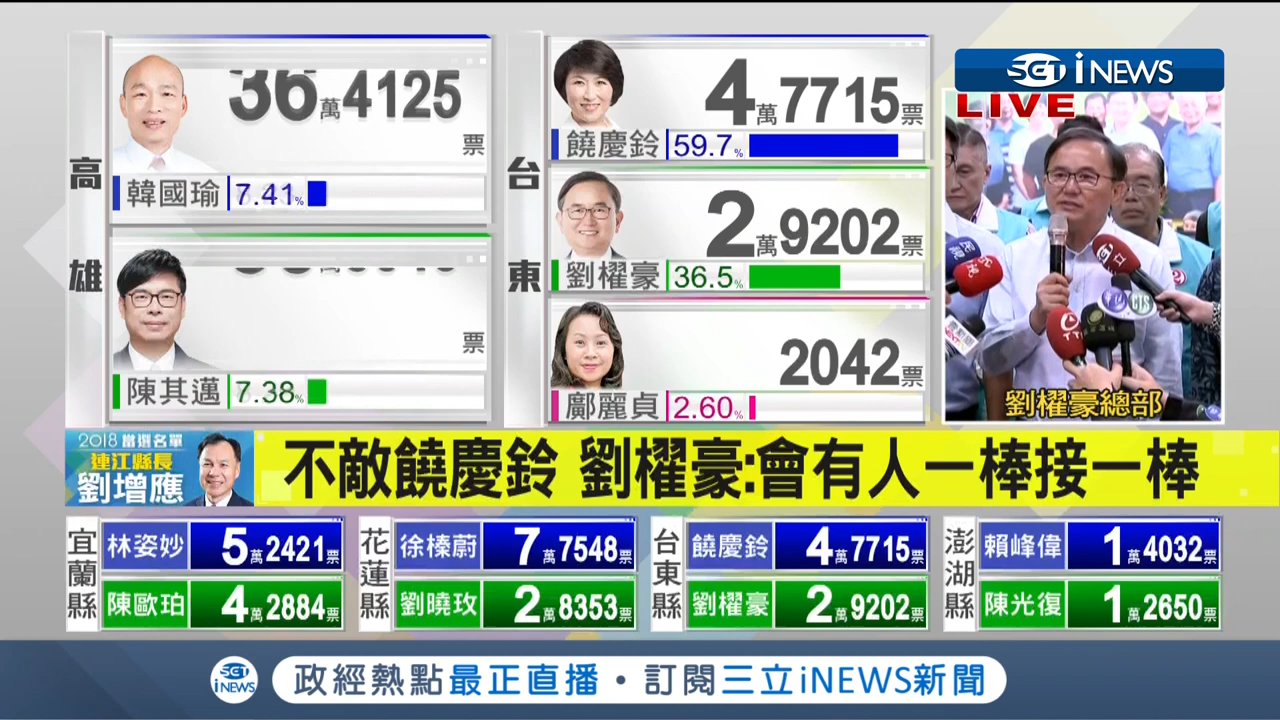 高雄
36萬4125
票
韓國瑜 7.41%
票
陳其邁 7.38%
台東
4萬7715票
饒慶鈴 59.7%
2萬9202票
劉櫂豪 36.5%
2042票
鄺麗貞 2.60%
SET iNEWS
LIVE
民視
民視
三立
CTS
TTV
劉櫂豪總部
2018 當選名單
連江縣長
劉增應
不敵饒慶鈴 劉櫂豪:會有人一棒接一棒
宜蘭縣
林姿妙 5萬2421票
陳歐珀 4萬2884票
花蓮縣
徐榛蔚 7萬7548票
劉曉玫 2萬8353票
台東縣
饒慶鈴 4萬7715票
劉櫂豪 2萬9202票
澎湖縣
賴峰偉 1萬4032票
陳光復 1萬2650票
SET iNEWS
政經熱點最正直播・訂閱三立iNEWS新聞